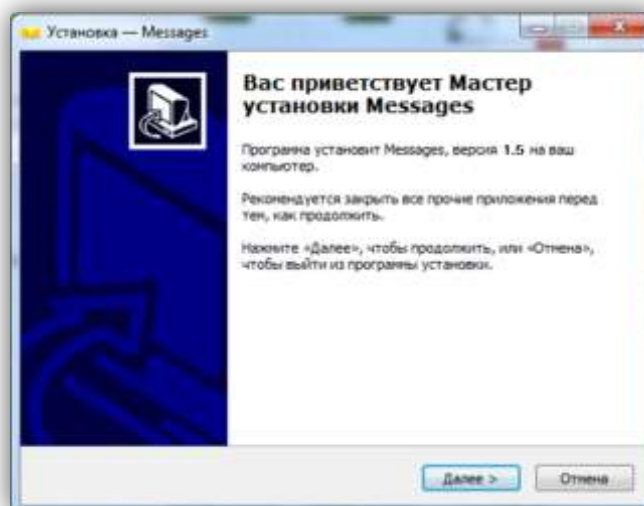 Установка — Messages
Вас приветствует Мастер
установки Messages
Программа установит Messages, версия 1.5 на ваш
компьютер.
Рекомендуется закрыть все прочие приложения перед
тем, как продолжить.
Нажмите «Далее», чтобы продолжить, или «Отмена»,
чтобы выйти из программы установки.
Далее >
Отмена